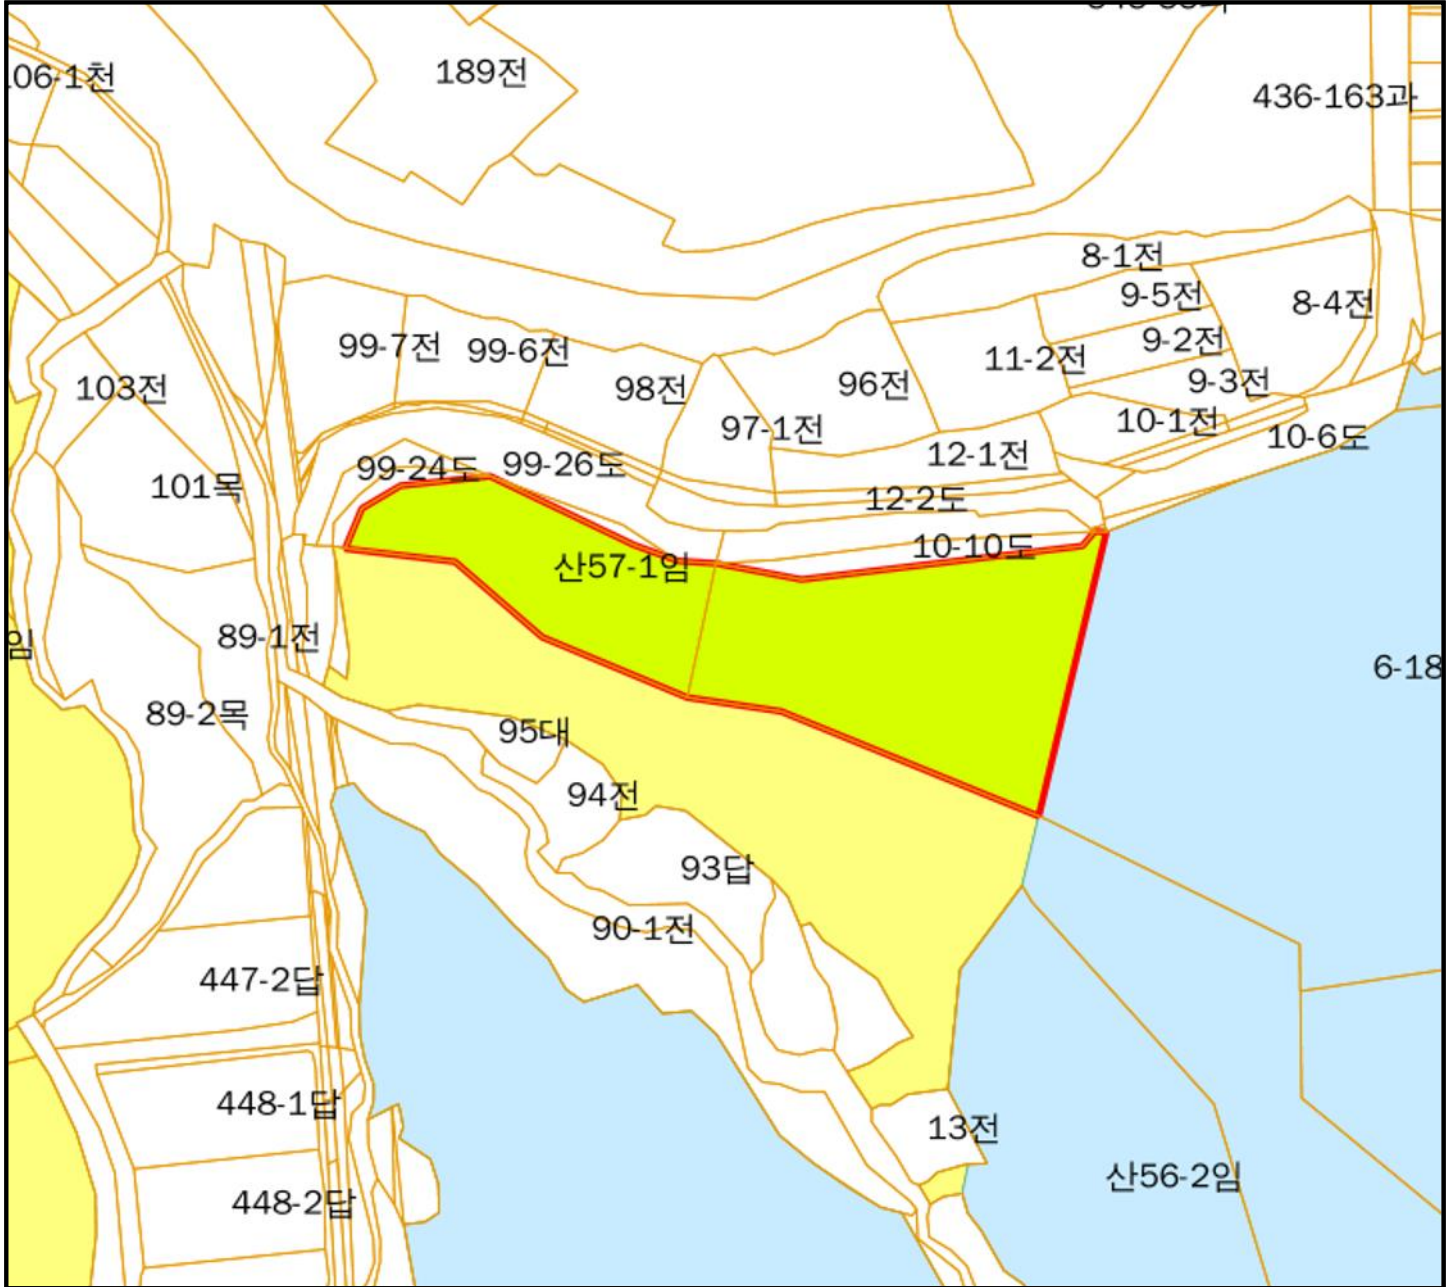 189전
436-163과
8-1전
9-5전
8-4전
9-2전
99-7전
99-6전
11-2전
9-3전
103전
98전
96전
10-1전
97-1전
10-6도
12-1전
99-24도
99-26도
101목
12-2도
10-10도
산57-1임
89-1전
임
6-18
89-2목
95대
94전
93답
90-1전
447-2답
448-1답
13전
산56-2임
448-2답